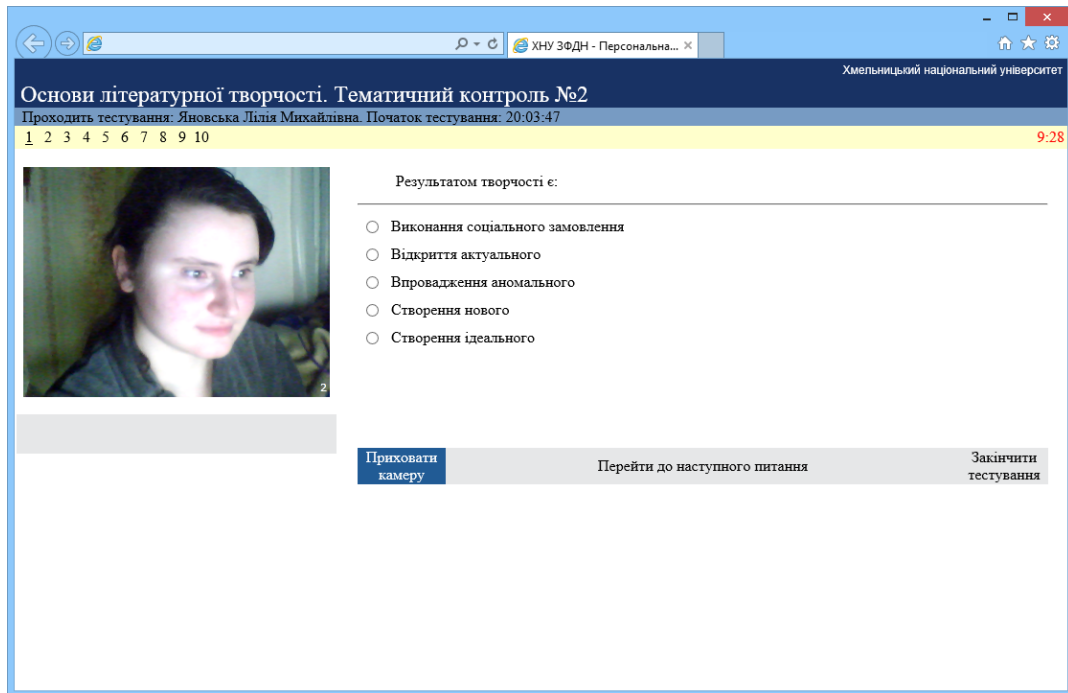 ХНУ ЗФДН - Персональна...
Хмельницький національний університет
Основи літературної творчості. Тематичний контроль №2
Проходить тестування: Яновська Лілія Михайлівна. Початок тестування: 20:03:47
1 2 3 4 5 6 7 8 9 10
9:28
Результатом творчості є:
Виконання соціального замовлення
Відкриття актуального
Впровадження аномального
Створення нового
Створення ідеального
2
Приховати
камеру
Перейти до наступного питання
Закінчити
тестування